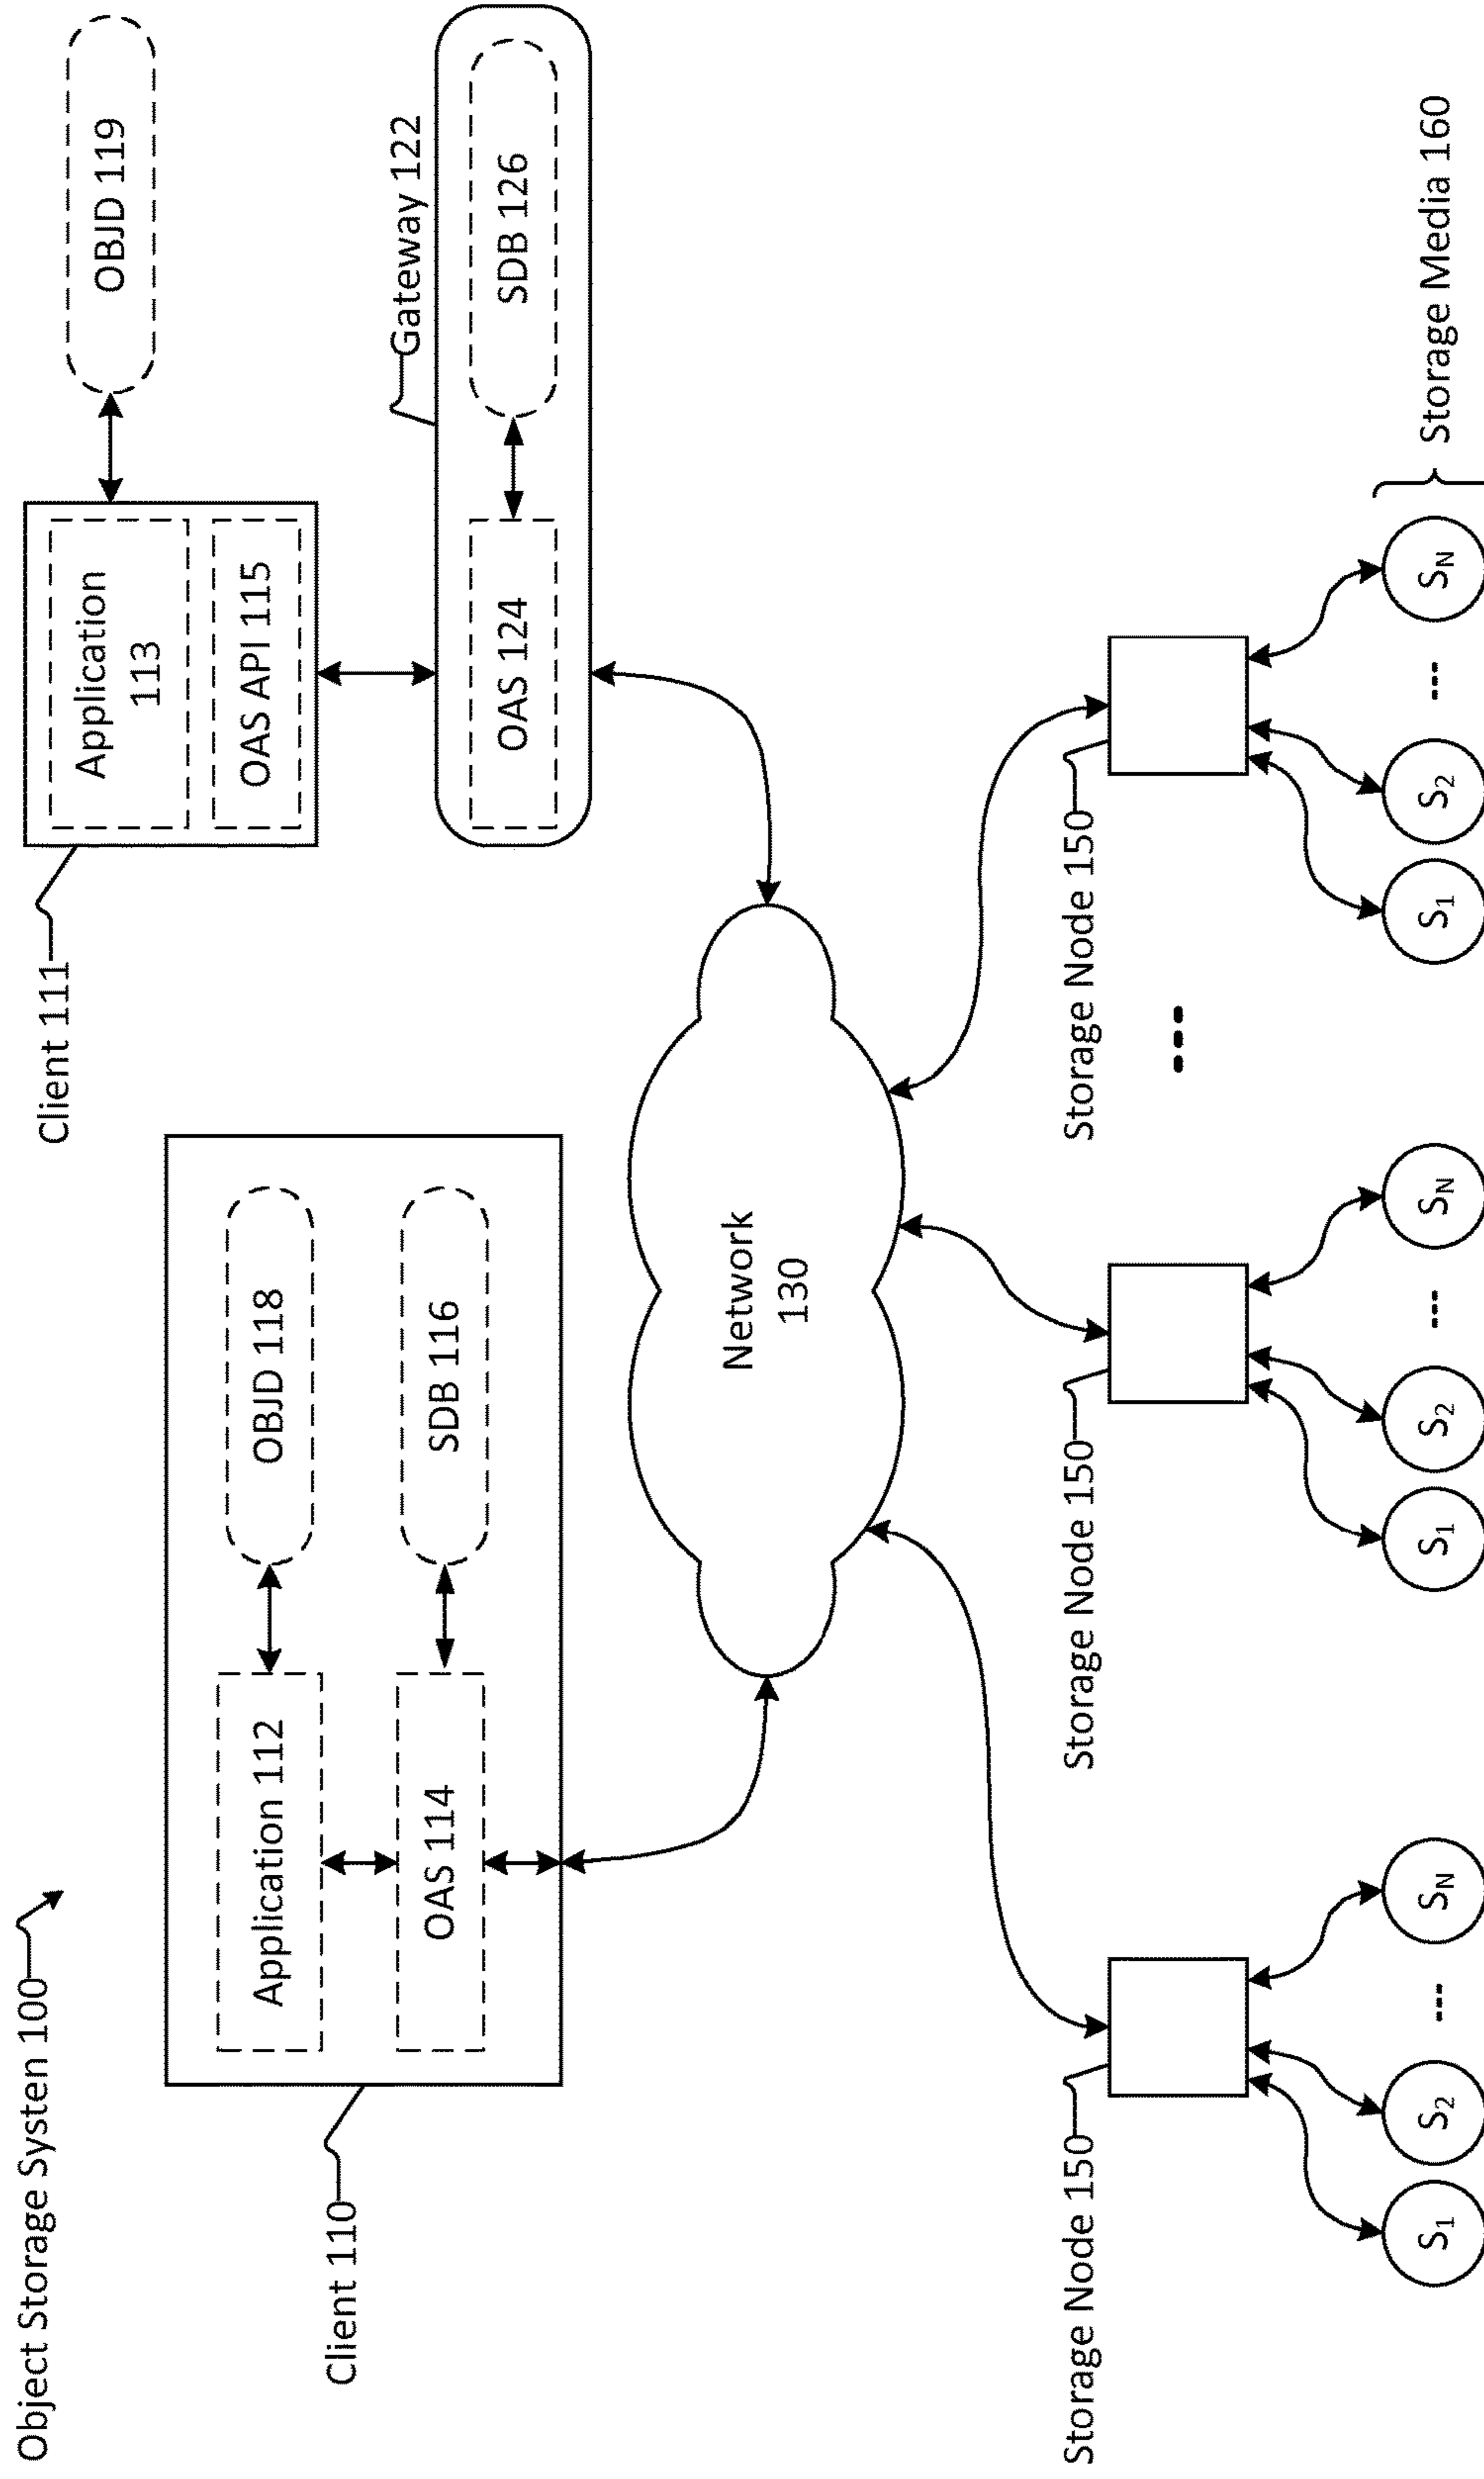 Object Storage Systen 100
Client 110
Application 112
OBJD 118
OAS 114
SDB 116
Client 111
Application
113
OAS API 115
OBJD 119
Gateway 122
OAS 124
SDB 126
Network
130
Storage Node 150
Storage Node 150
---
Storage Node 150
S1
S2
---
SN
S1
S2
---
SN
S1
S2
---
SN
Storage Media 160